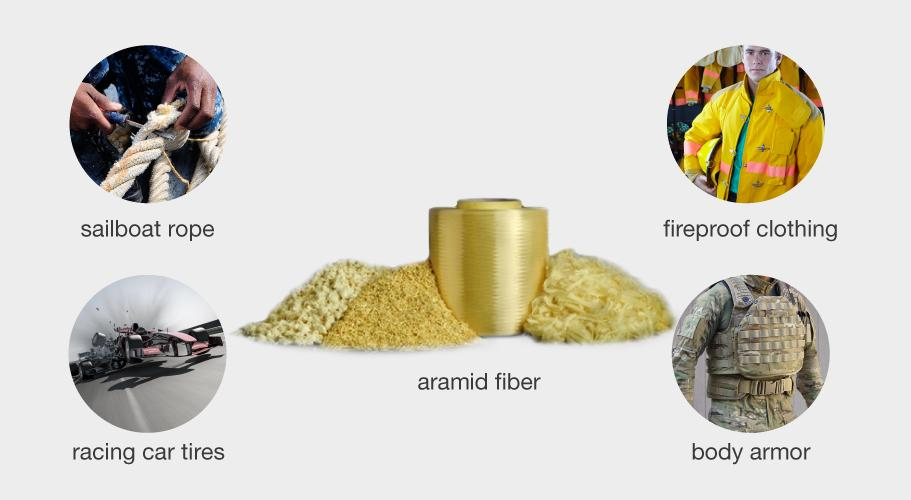 sailboat rope
fireproof clothing
aramid fiber
racing car tires
body armor